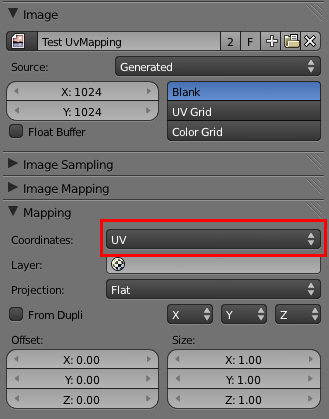 Image
Test UvMapping 2 F
Source: Generated
X: 1024 Blank
Y: 1024 UV Grid
Float Buffer Color Grid
Image Sampling
Image Mapping
Mapping
Coordinates: UV
Layer:
Projection: Flat
From Dupli X Y Z
Offset: Size:
X: 0.00 X: 1.00
Y: 0.00 Y: 1.00
Z: 0.00 Z: 1.00